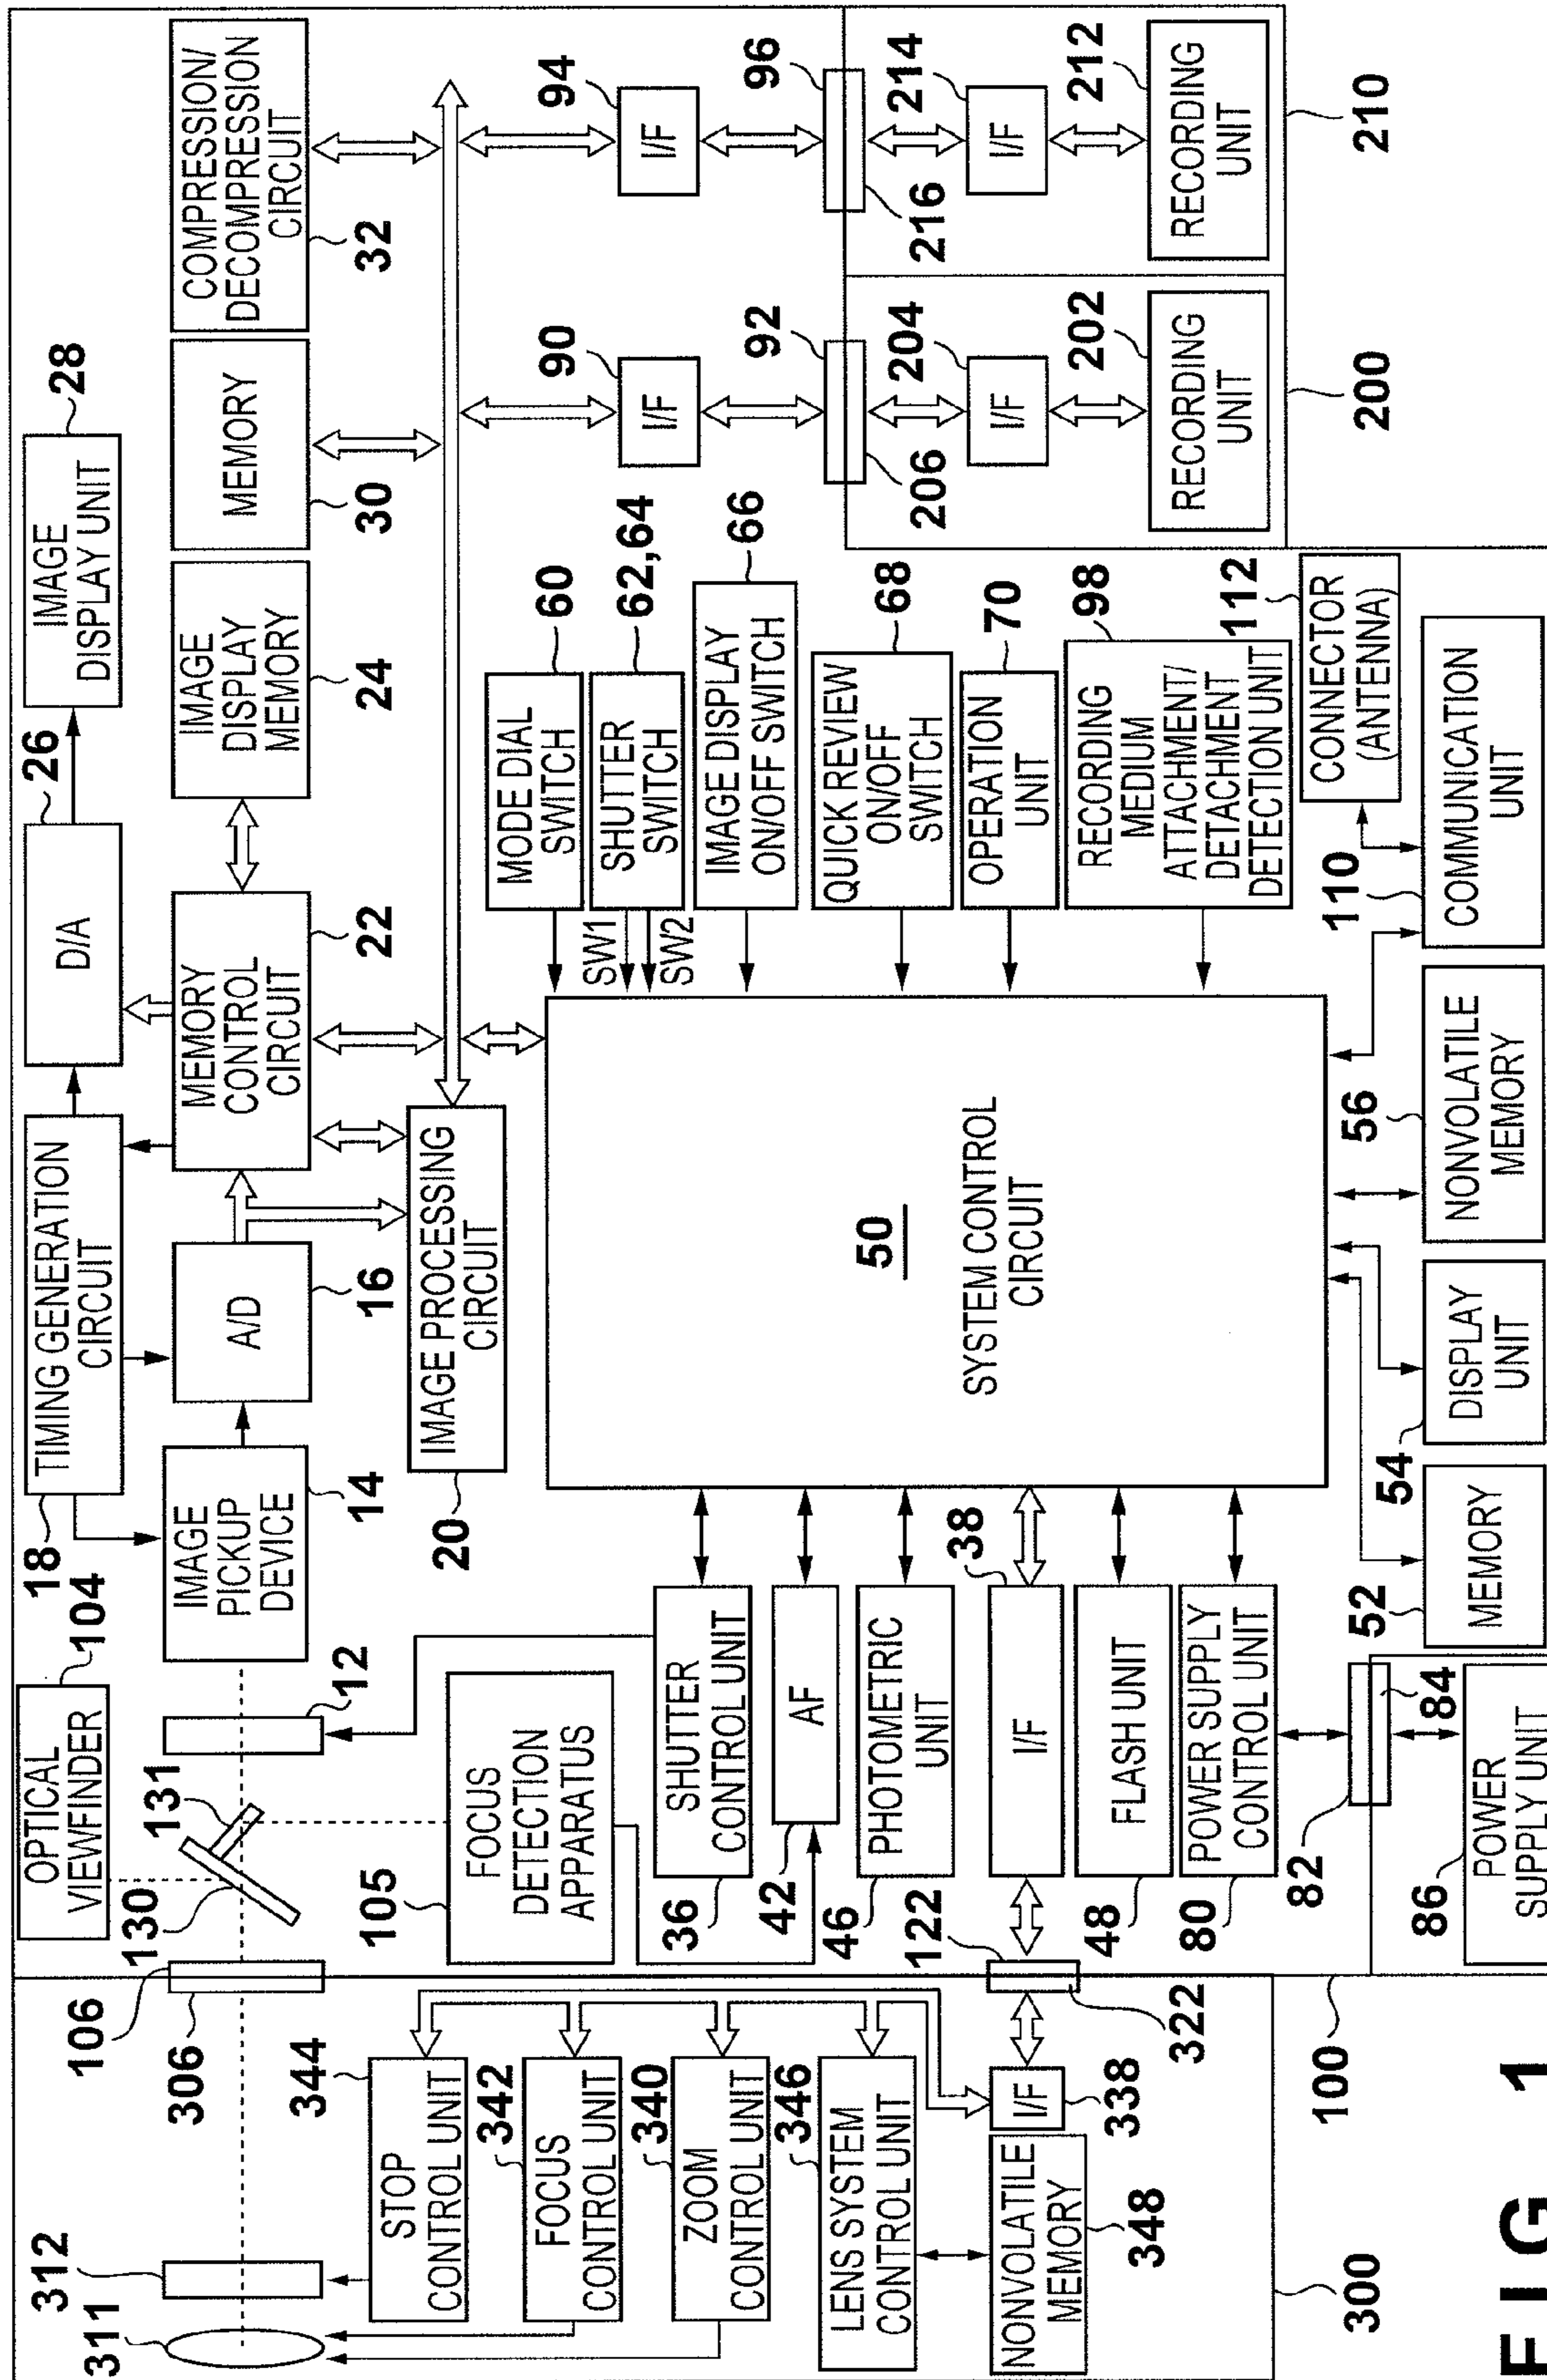 311
312
106
306
OPTICAL
VIEWFINDER
104
130
131
12
18
TIMING GENERATION
CIRCUIT
IMAGE
PICKUP
DEVICE
14
A/D
16
26
D/A
MEMORY
CONTROL
CIRCUIT
22
IMAGE
DISPLAY UNIT
28
IMAGE
DISPLAY
MEMORY
24
MEMORY
30
COMPRESSION/
DECOMPRESSION
CIRCUIT
32
IMAGE PROCESSING
CIRCUIT
20
105
FOCUS
DETECTION
APPARATUS
344
STOP
CONTROL UNIT
342
FOCUS
CONTROL UNIT
340
ZOOM
CONTROL UNIT
346
LENS SYSTEM
CONTROL UNIT
NONVOLATILE
MEMORY
348
I/F
338
322
122
300
100
SHUTTER
CONTROL UNIT
36
AF
42
PHOTOMETRIC
UNIT
46
I/F
38
FLASH UNIT
48
POWER SUPPLY
CONTROL UNIT
80
82
84
86
POWER
SUPPLY UNIT
50
SYSTEM CONTROL
CIRCUIT
MODE DIAL
SWITCH
60
SW1
SHUTTER
SWITCH
62,64
SW2
IMAGE DISPLAY
ON/OFF SWITCH
66
QUICK REVIEW
ON/OFF
SWITCH
68
OPERATION
UNIT
70
RECORDING
MEDIUM
ATTACHMENT/
DETACHMENT
DETECTION UNIT
98
I/F
90
92
206
I/F
204
RECORDING
UNIT
202
200
I/F
94
96
216
I/F
214
RECORDING
UNIT
212
210
52
MEMORY
54
DISPLAY
UNIT
56
NONVOLATILE
MEMORY
110
COMMUNICATION
UNIT
CONNECTOR
(ANTENNA)
112
FIG 1